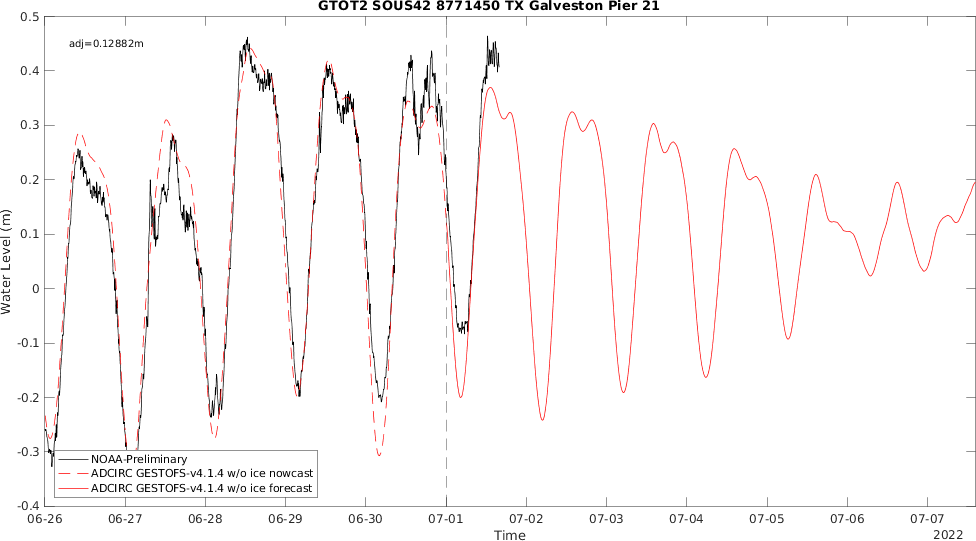 GTOT2 SOUS42 8771450 TX Galveston Pier 21
adj=0.12882m
0.5
0.4
0.3
0.2
0.1
0
-0.1
-0.2
-0.3
-0.4
Water Level (m)
NOAA-Preliminary
ADCIRC GESTOFS-v4.1.4 w/o ice nowcast
ADCIRC GESTOFS-v4.1.4 w/o ice forecast
06-26 06-27 06-28 06-29 06-30 07-01 07-02 07-03 07-04 07-05 07-06 07-07
Time
2022